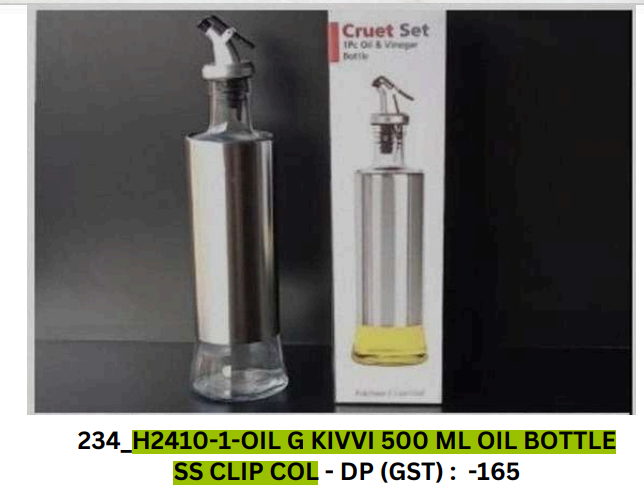 Cruet Set
1Pc Oil & Vinegar
Bottle
234_H2410-1-OIL G KIVVI 500 ML OIL BOTTLE
SS CLIP COL - DP (GST) :  -165